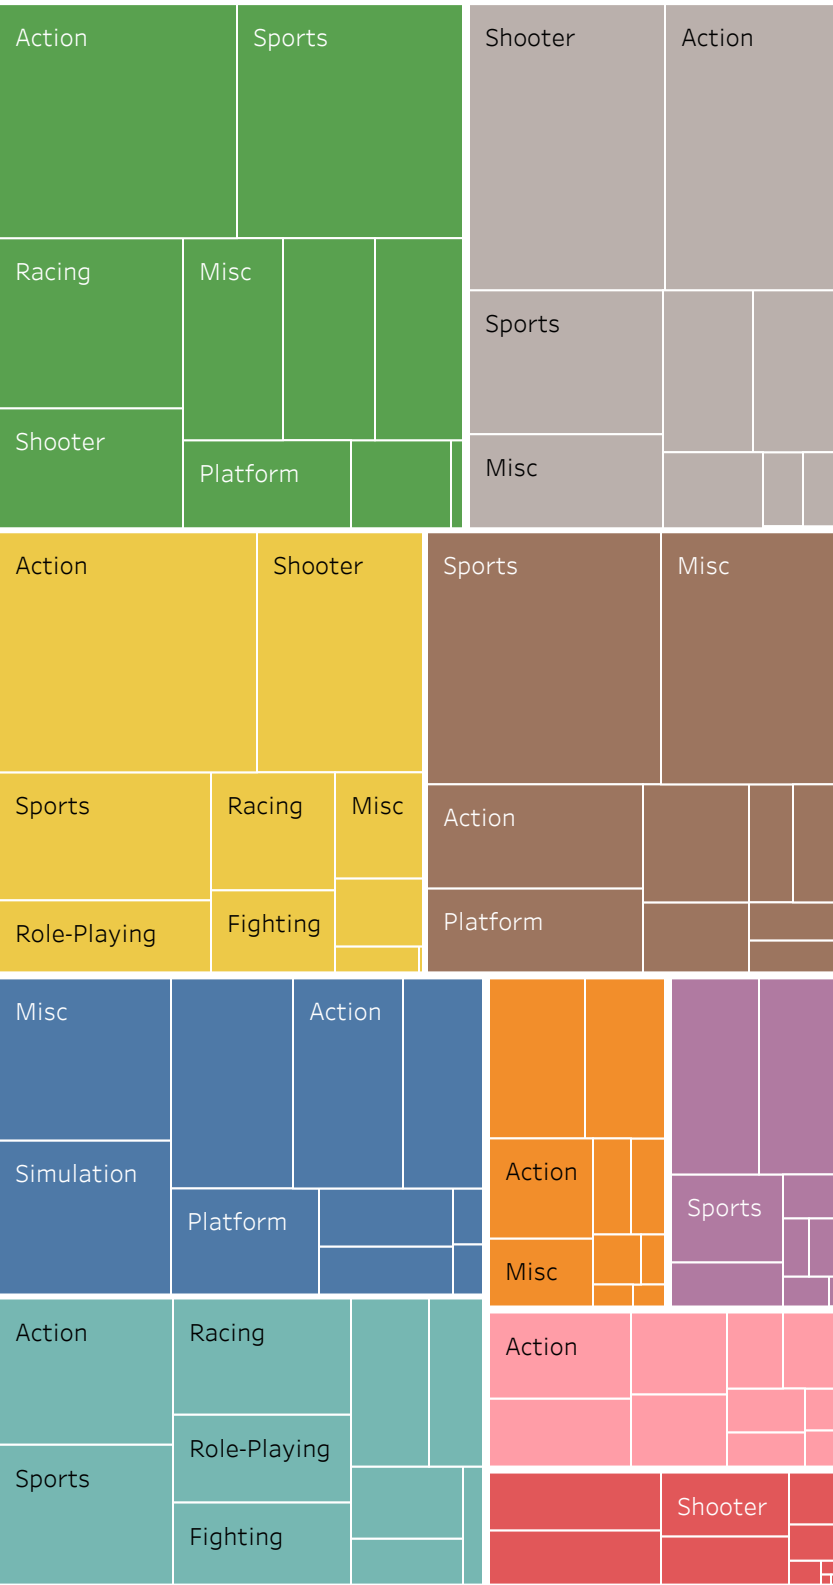 Action
Sports
Racing
Misc
Shooter
Platform
Shooter
Action
Sports
Misc
Action
Shooter
Sports
Racing
Misc
Role-Playing
Fighting
Sports
Misc
Action
Platform
Misc
Action
Simulation
Platform
Action
Misc
Sports
Action
Racing
Role-Playing
Sports
Fighting
Action
Shooter